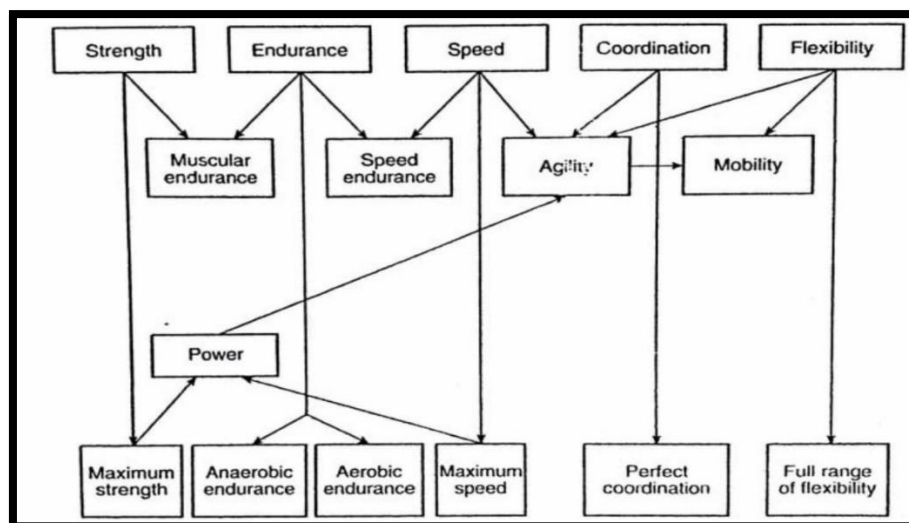 Strength
Endurance
Speed
Coordination
Flexibility
Muscular
endurance
Speed
endurance
Agility
Mobility
Power
Maximum
strength
Anaerobic
endurance
Aerobic
endurance
Maximum
speed
Perfect
coordination
Full range
of flexibility